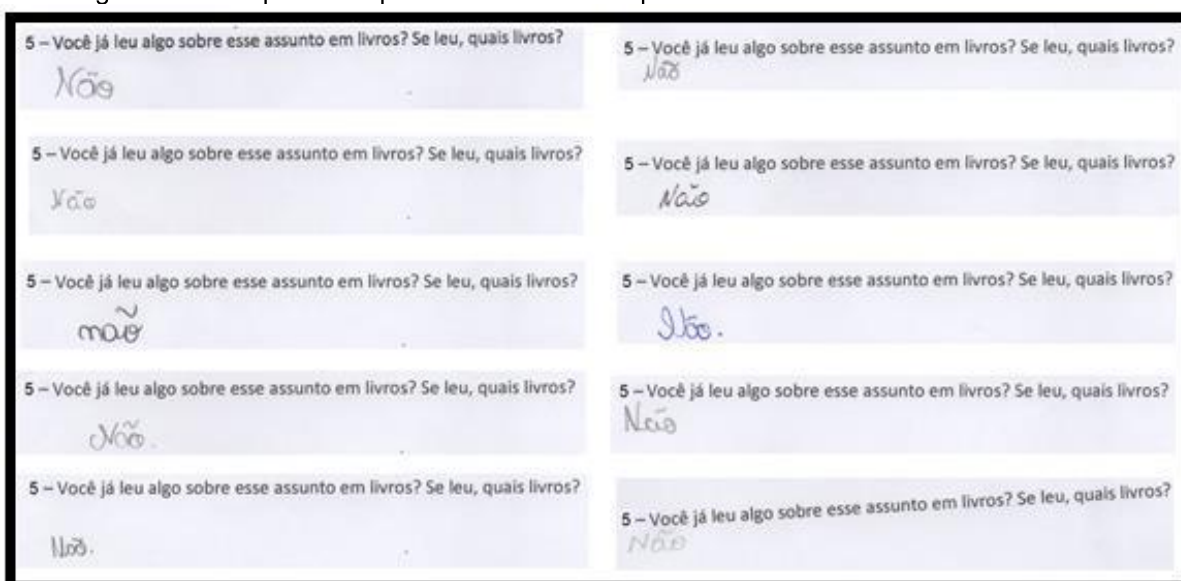 5 – Você já leu algo sobre esse assunto em livros? Se leu, quais livros?
Não
5 – Você já leu algo sobre esse assunto em livros? Se leu, quais livros?
Não
5 – Você já leu algo sobre esse assunto em livros? Se leu, quais livros?
Não
5 – Você já leu algo sobre esse assunto em livros? Se leu, quais livros?
Não
5 – Você já leu algo sobre esse assunto em livros? Se leu, quais livros?
não
5 – Você já leu algo sobre esse assunto em livros? Se leu, quais livros?
Não.
5 – Você já leu algo sobre esse assunto em livros? Se leu, quais livros?
Não.
5 – Você já leu algo sobre esse assunto em livros? Se leu, quais livros?
Não
5 – Você já leu algo sobre esse assunto em livros? Se leu, quais livros?
Não.
5 – Você já leu algo sobre esse assunto em livros? Se leu, quais livros?
Não